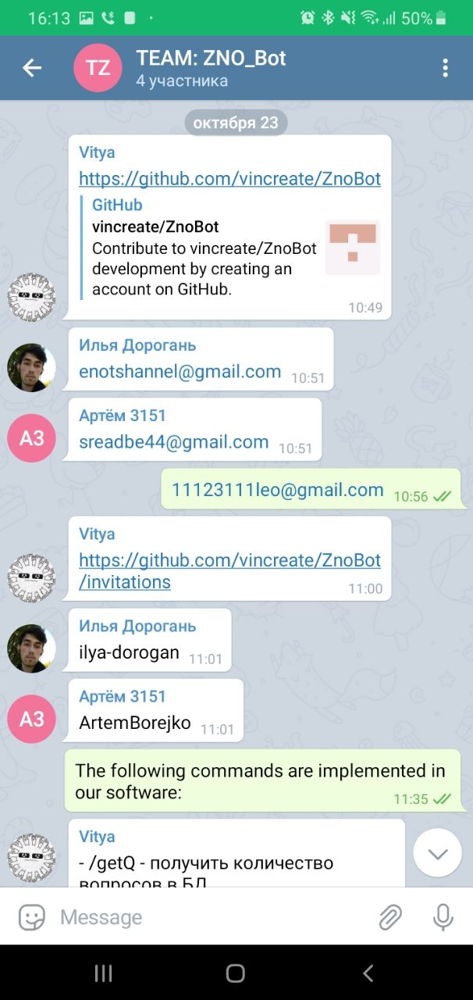 16:13
50%
TZ
TEAM: ZNO_Bot
4 участника
октября 23
Vitya
https://github.com/vincreate/ZnoBot
GitHub
vincreate/ZnoBot
Contribute to vincreate/ZnoBot
development by creating an
account on GitHub.
10:49
Илья Дорогань
enotshannel@gmail.com 10:51
Артём 3151
A3
sreadbe44@gmail.com 10:51
11123111leo@gmail.com 10:56
Vitya
https://github.com/vincreate/ZnoBot
/invitations
11:00
Илья Дорогань
ilya-dorogan 11:01
Артём 3151
A3
ArtemBorejko 11:01
The following commands are implemented in
our software:
11:35
Vitya
- /getQ - получить количество
вопросов в БД
Message